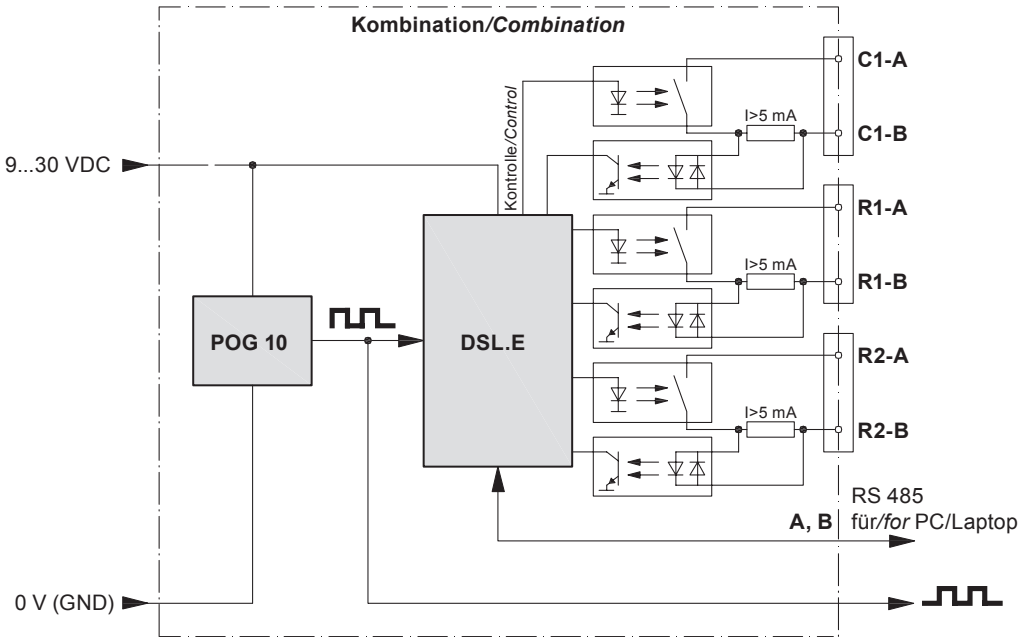 Kombination/Combination
C1-A
I>5 mA
C1-B
Kontrolle/Control
9...30 VDC
R1-A
I>5 mA
R1-B
POG 10
DSL.E
R2-A
I>5 mA
R2-B
RS 485
A, B für/for PC/Laptop
0 V (GND)